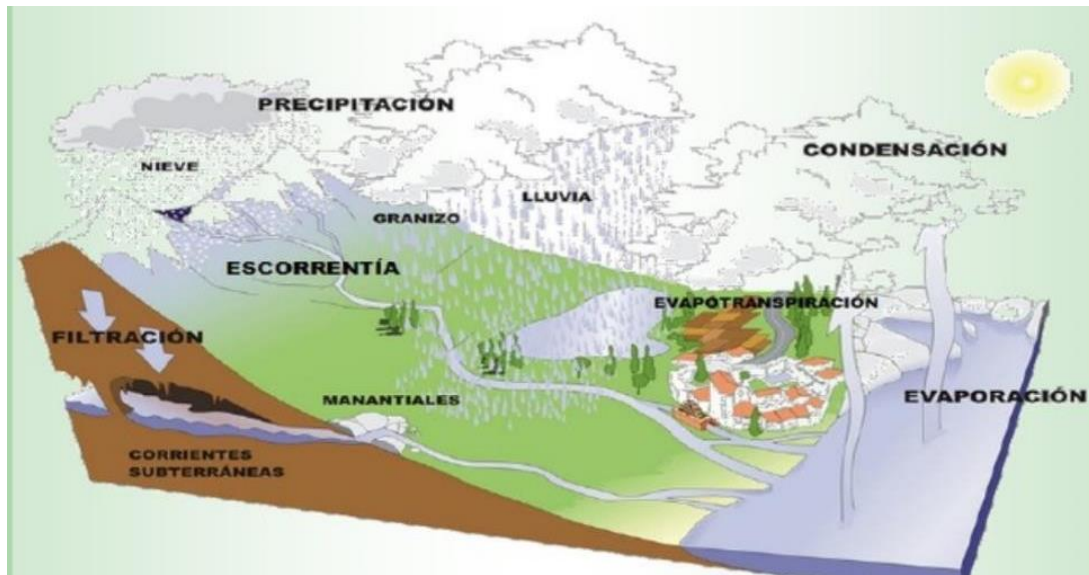 PRECIPITACIÓN
CONDENSACIÓN
NIEVE
LLUVIA
GRANIZO
ESCORRENTÍA
EVAPOTRANSPIRACIÓN
FILTRACIÓN
EVAPORACIÓN
MANANTIALES
CORRIENTES
SUBTERRÁNEAS